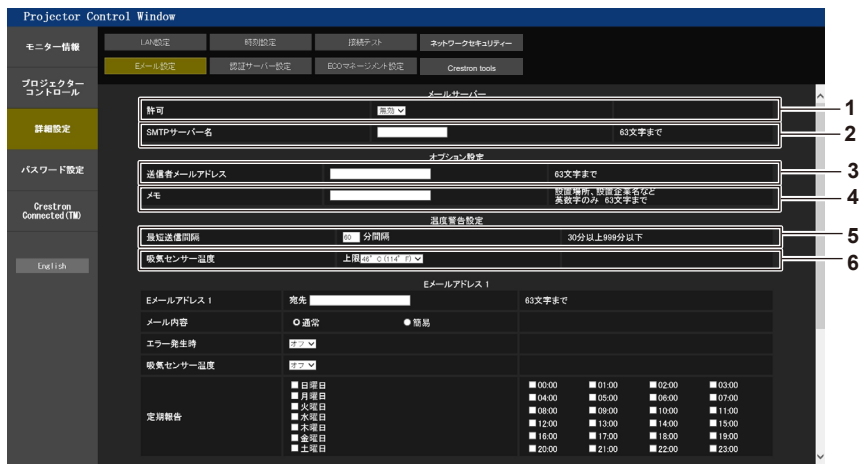 Projector Control Window
モニター情報
プロジェクター
コントロール
詳細設定
パスワード設定
Crestron
Connected(TM)
English
LAN設定 時刻設定 接続テスト ネットワークセキュリティー
Eメール設定 認証サーバー設定 ECOマネージメント設定 Crestron tools
メールサーバー
許可 無効 1
SMTPサーバー名 63文字まで 2
オプション設定
送信者メールアドレス 63文字まで 3
メモ 設置場所、設置企業名など
英数字のみ 63文字まで 4
温度警告設定
最短送信間隔 60 分間隔 30分以上999分以下 5
吸気センサー温度 上限 46°C(114°F) 6
Eメールアドレス 1
Eメールアドレス 1 宛先 63文字まで
メール内容 通常 簡易
エラー発生時 オフ
吸気センサー温度 オフ
定期報告
日曜日
月曜日
火曜日
水曜日
木曜日
金曜日
土曜日
00:00 01:00 02:00 03:00
04:00 05:00 06:00 07:00
08:00 09:00 10:00 11:00
12:00 13:00 14:00 15:00
16:00 17:00 18:00 19:00
20:00 21:00 22:00 23:00